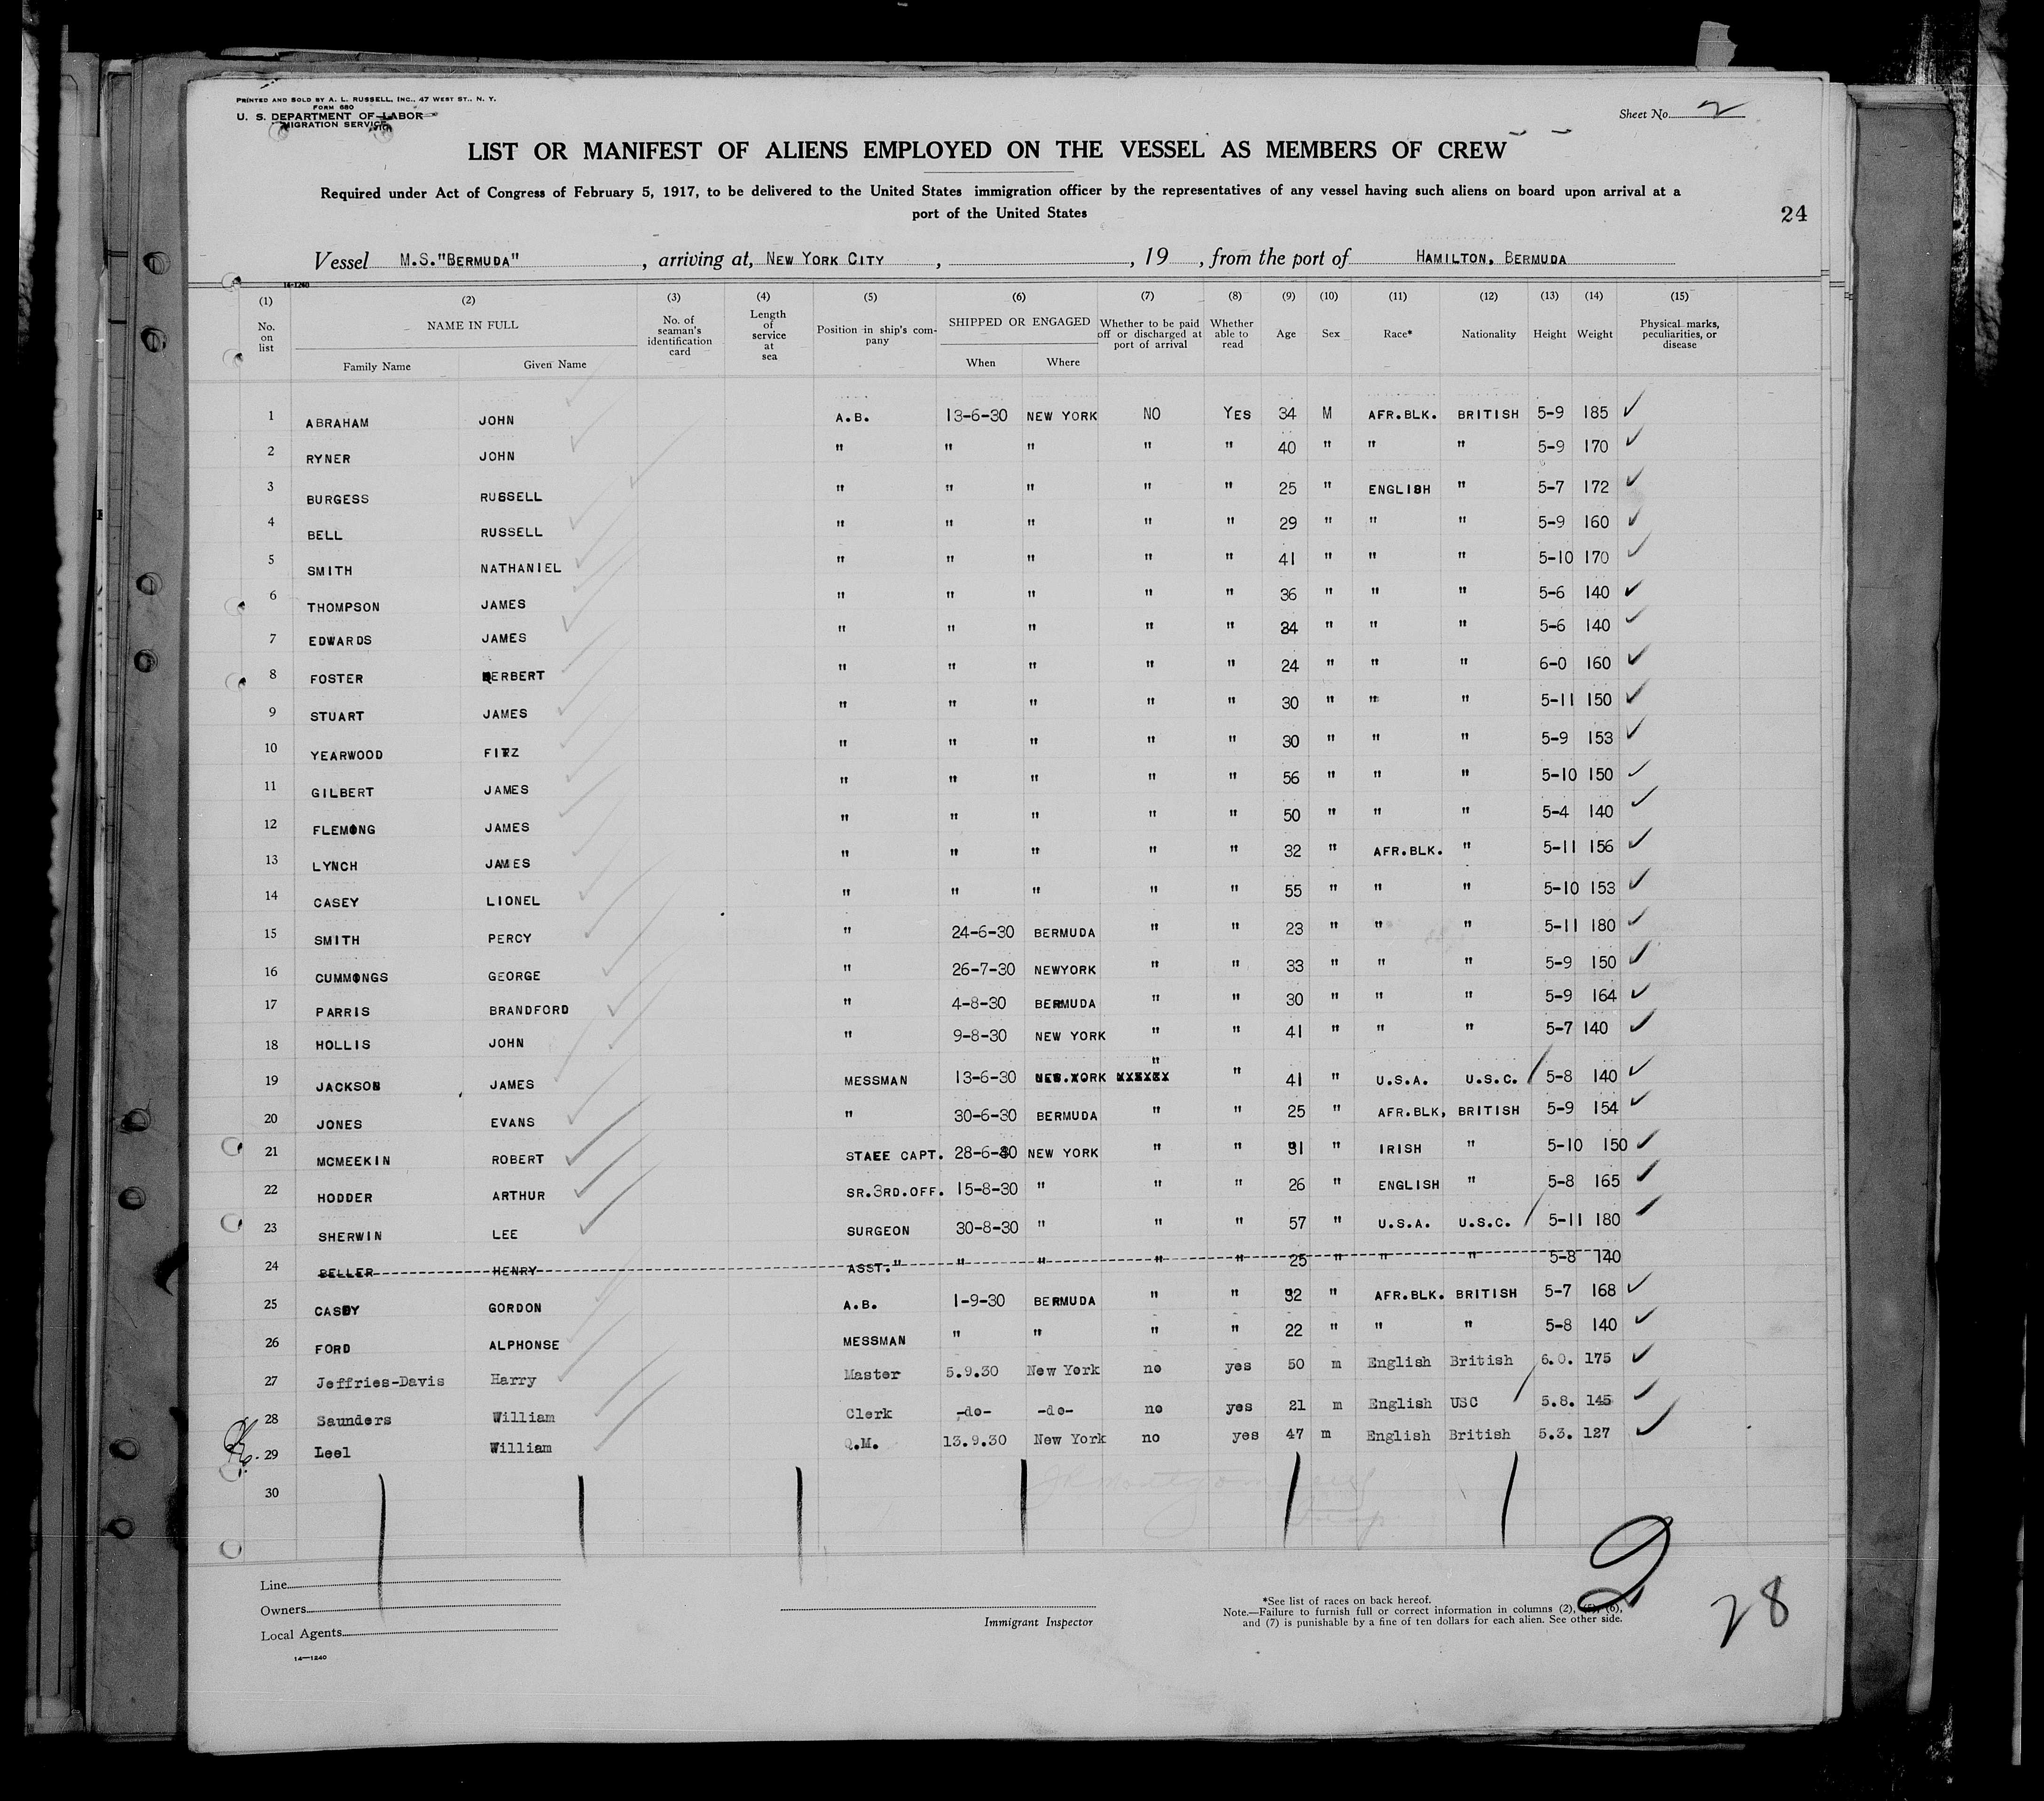 PRINTED AND SOLD BY A. L. RUSSELL, INC., 47 WEST ST., N. Y.
FORM 680
U. S. DEPARTMENT OF LABOR
MIGRATION SERVICE
Sheet No. 2
LIST OR MANIFEST OF ALIENS EMPLOYED ON THE VESSEL AS MEMBERS OF CREW
Required under Act of Congress of February 5, 1917, to be delivered to the United States immigration officer by the representatives of any vessel having such aliens on board upon arrival at a
port of the United States
24
Vessel M.S."BERMUDA" , arriving at, NEW YORK CITY , , 19 , from the port of HAMILTON, BERMUDA
14-1240
(1) (2) (3) (4) (5) (6) (7) (8) (9) (10) (11) (12) (13) (14) (15)
No. on list NAME IN FULL No. of seaman's identification card Length of service at sea Position in ship's company SHIPPED OR ENGAGED Whether to be paid off or discharged at port of arrival Whether able to read Age Sex Race* Nationality Height Weight Physical marks, peculiarities, or disease
Family Name Given Name When Where
1 ABRAHAM JOHN A.B. 13-6-30 NEW YORK NO YES 34 M AFR.BLK. BRITISH 5-9 185
2 RYNER JOHN " " " " " 40 " " " 5-9 170
3 BURGESS RUSSELL " " " " " 25 " ENGLISH " 5-7 172
4 BELL RUSSELL " " " " " 29 " " " 5-9 160
5 SMITH NATHANIEL " " " " " 41 " " " 5-10 170
6 THOMPSON JAMES " " " " " 36 " " " 5-6 140
7 EDWARDS JAMES " " " " " 34 " " " 5-6 140
8 FOSTER HERBERT " " " " " 24 " " " 6-0 160
9 STUART JAMES " " " " " 30 " " " 5-11 150
10 YEARWOOD FITZ " " " " " 30 " " " 5-9 153
11 GILBERT JAMES " " " " " 56 " " " 5-10 150
12 FLEMING JAMES " " " " " 50 " " " 5-4 140
13 LYNCH JAMES " " " " " 32 " AFR.BLK. " 5-11 156
14 CASEY LIONEL " " " " " 55 " " " 5-10 153
15 SMITH PERCY " 24-6-30 BERMUDA " " 23 " " " 5-11 180
16 CUMMINGS GEORGE " 26-7-30 NEWYORK " " 33 " " " 5-9 150
17 PARRIS BRANDFORD " 4-8-30 BERMUDA " " 30 " " " 5-9 164
18 HOLLIS JOHN " 9-8-30 NEW YORK " " 41 " " " 5-7 140
19 JACKSON JAMES MESSMAN 13-6-30 NEW YORK " " 41 " U.S.A. U.S.C. 5-8 140
20 JONES EVANS " 30-6-30 BERMUDA " " 25 " AFR.BLK, BRITISH 5-9 154
21 MCMEEKIN ROBERT STAEE CAPT. 28-6-30 NEW YORK " " 31 " IRISH " 5-10 150
22 HODDER ARTHUR SR.3RD.OFF. 15-8-30 " " " 26 " ENGLISH " 5-8 165
23 SHERWIN LEE SURGEON 30-8-30 " " " 57 " U.S.A. U.S.C. 5-11 180
24 BELLER HENRY ASST." " " " " 25 " " " 5-8 140
25 CASEY GORDON A.B. 1-9-30 BERMUDA " " 32 " AFR.BLK. BRITISH 5-7 168
26 FORD ALPHONSE MESSMAN " " " " 22 " " " 5-8 140
27 Jeffries-Davis Harry Master 5.9.30 New York no yes 50 m English British 6.0. 175
28 Saunders William Clerk -do- -do- no yes 21 m English USC 5.8. 145
29 Leel William Q.M. 13.9.30 New York no yes 47 m English British 5.3. 127
30
Line
Owners
Local Agents
14—1240
Immigrant Inspector
*See list of races on back hereof.
Note.—Failure to furnish full or correct information in columns (2), (5), (6),
and (7) is punishable by a fine of ten dollars for each alien. See other side.
2
28